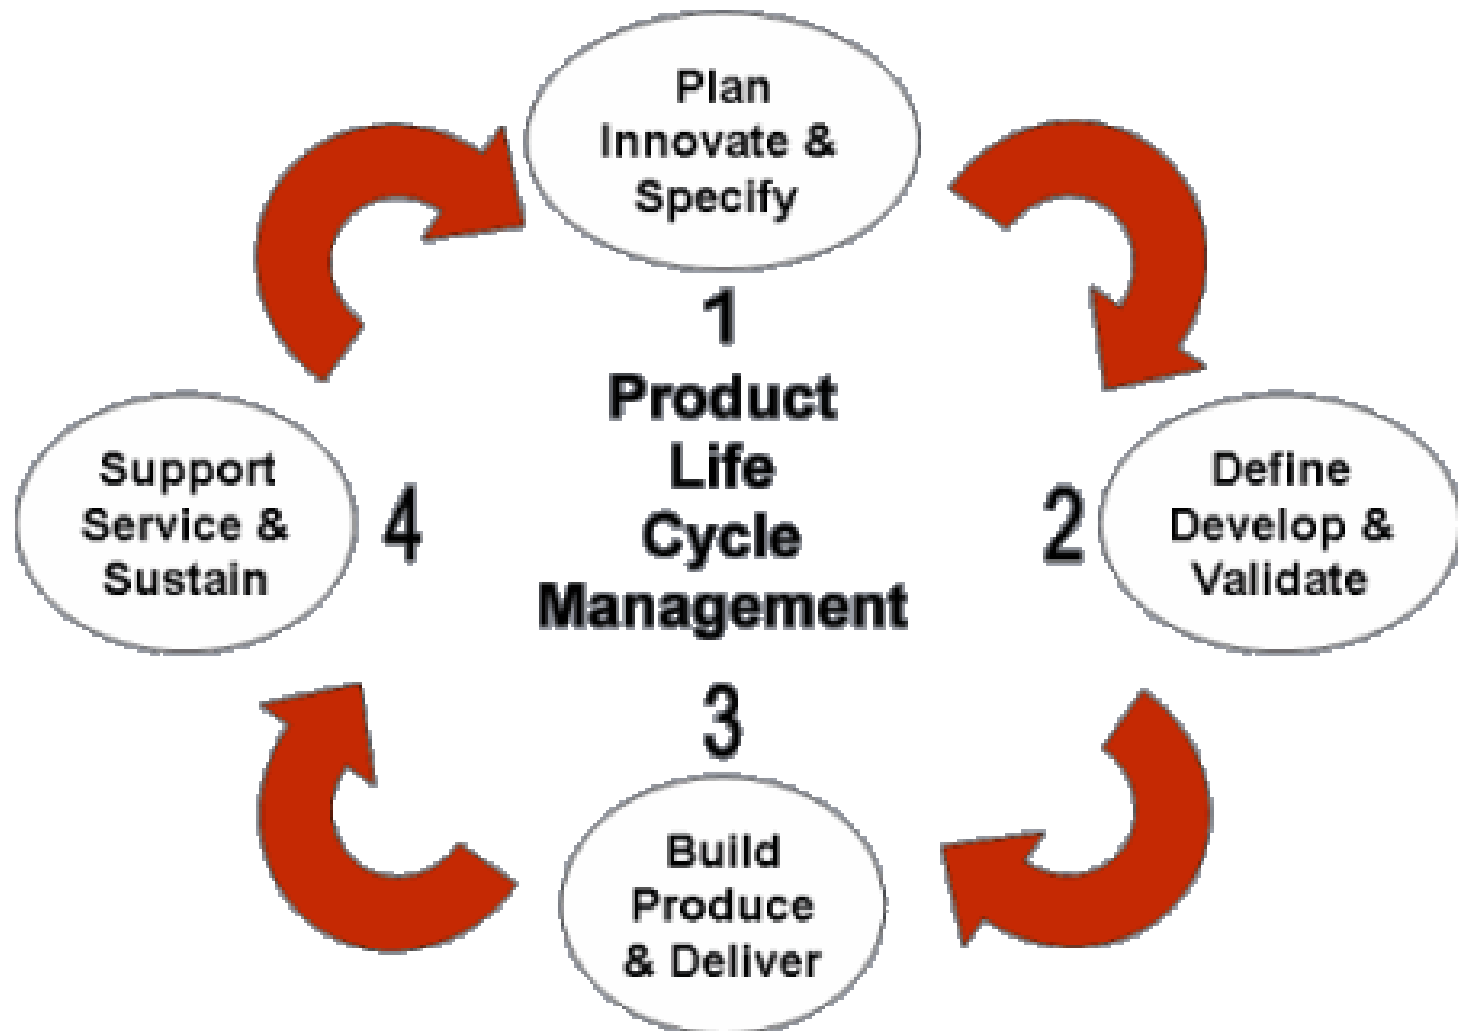 Plan
Innovate &
Specify
1
Product
Life
Cycle
Management
2
Define
Develop &
Validate
3
Build
Produce
& Deliver
4
Support
Service &
Sustain